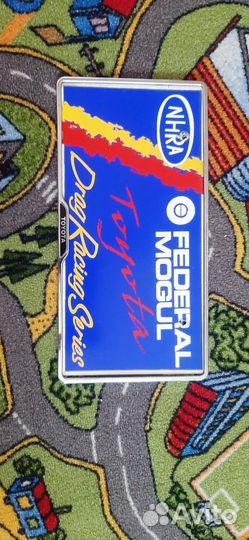 NHRA
FEDERAL
MOGUL
Toyota
Drag Racing Series
TOYOTA
Avito